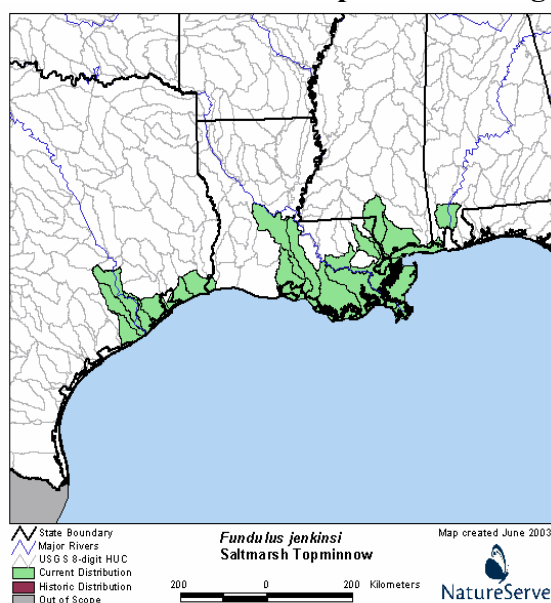 State Boundary
Major Rivers
USGS 8-digit HUC
Current Distribution
Historic Distribution
Out of Scope
Fundulus jenkinsi
Saltmarsh Topminnow
200 0 200 Kilometers
Map created June 2003
NatureServe